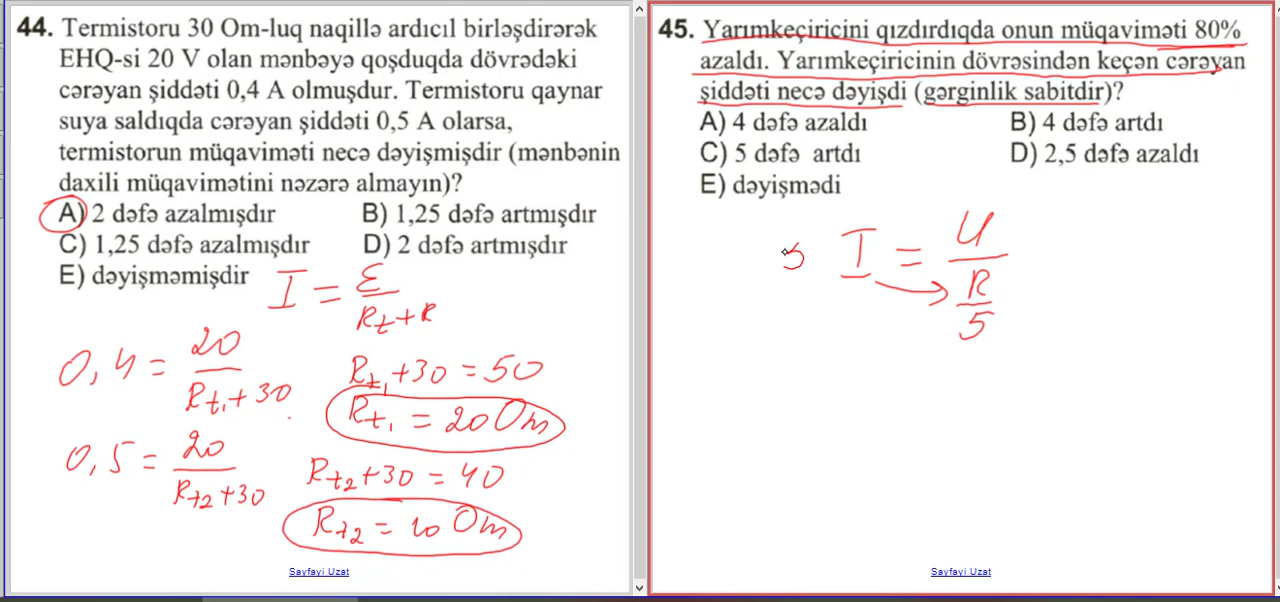 44. Termistoru 30 Om-luq naqillə ardıcıl birləşdirərək
EHQ-si 20 V olan mənbəyə qoşduqda dövrədəki
cərəyan şiddəti 0,4 A olmuşdur. Termistoru qaynar
suya saldıqda cərəyan şiddəti 0,5 A olarsa,
termistorun müqaviməti necə dəyişmişdir (mənbənin
daxili müqavimətini nəzərə almayın)?
A) 2 dəfə azalmışdır B) 1,25 dəfə artmışdır
C) 1,25 dəfə azalmışdır D) 2 dəfə artmışdır
E) dəyişməmişdir
I = ε / Rt + R
0,4 = 20 / Rt1 + 30
Rt1 + 30 = 50
Rt1 = 20 Om
0,5 = 20 / Rt2 + 30
Rt2 + 30 = 40
Rt2 = 10 Om
Sayfayi Uzat
45. Yarımkeçiricini qızdırdıqda onun müqaviməti 80%
azaldı. Yarımkeçiricinin dövrəsindən keçən cərəyan
şiddəti necə dəyişdi (gərginlik sabitdir)?
A) 4 dəfə azaldı B) 4 dəfə artdı
C) 5 dəfə artdı D) 2,5 dəfə azaldı
E) dəyişmədi
5 I = U / R / 5
Sayfayi Uzat